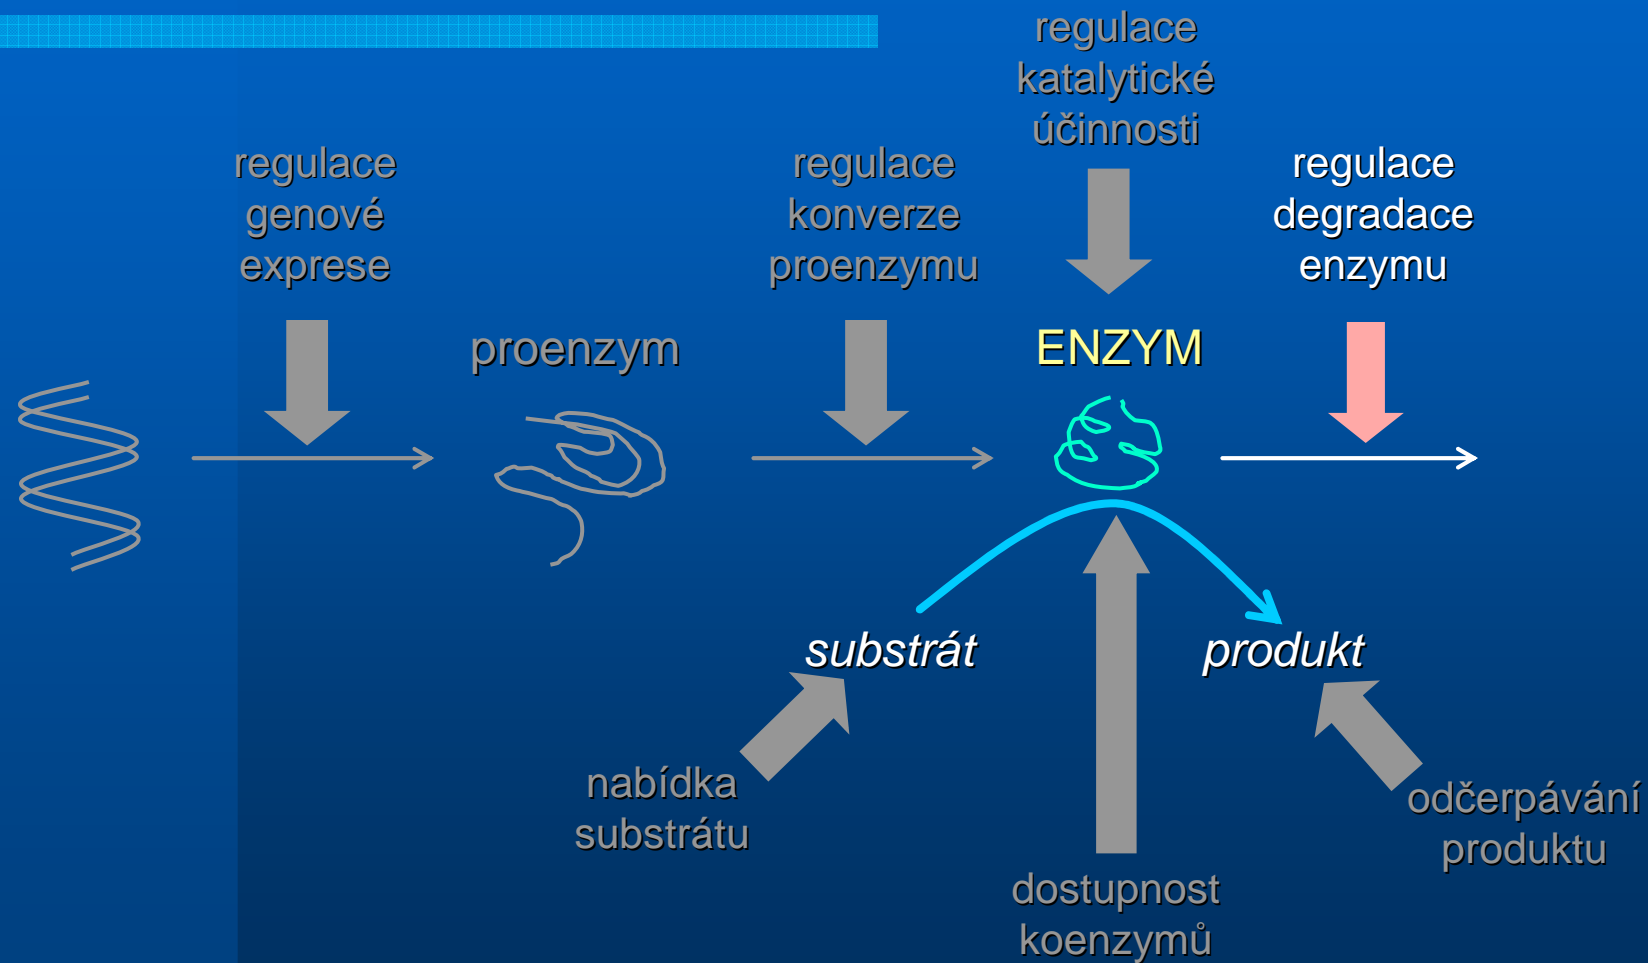 regulace
katalytické
účinnosti
regulace
genové
exprese
regulace
konverze
proenzymu
regulace
degradace
enzymu
proenzym
ENZYM
substrát
produkt
nabídka
substrátu
odčerpávání
produktu
dostupnost
koenzymů